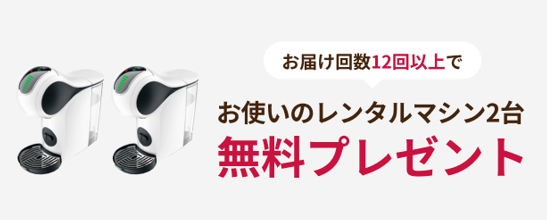 お届け回数12回以上で
お使いのレンタルマシン2台
無料プレゼント